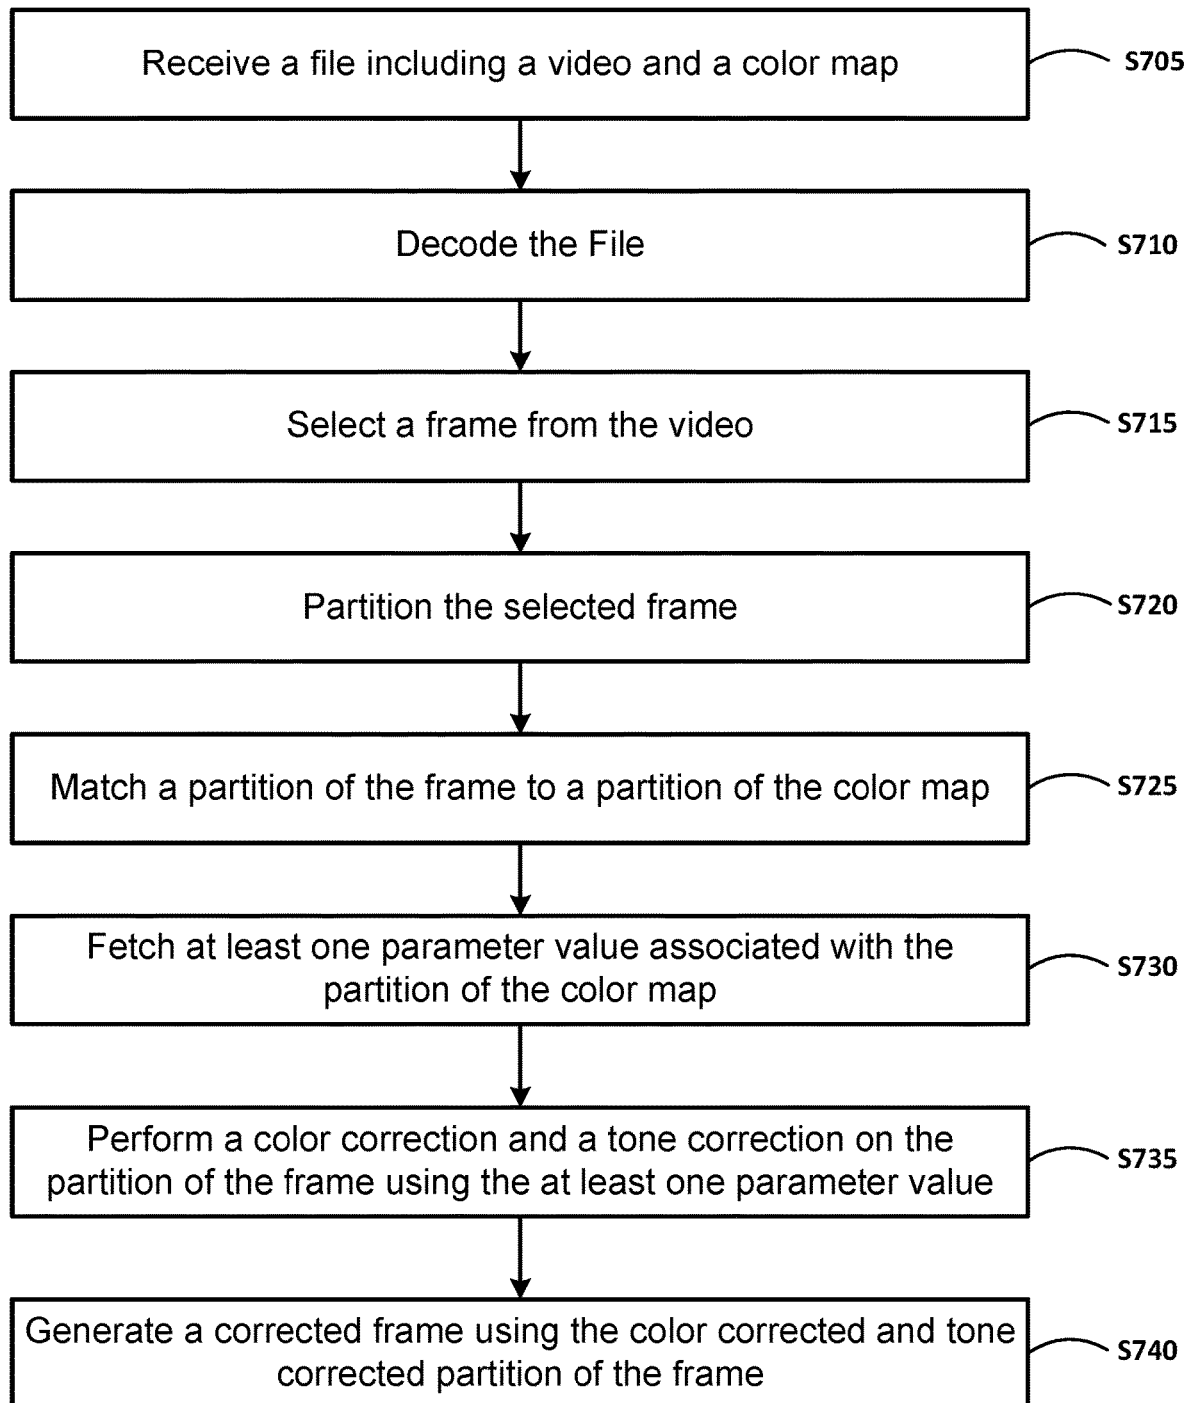 Receive a file including a video and a color map
S705
Decode the File
S710
Select a frame from the video
S715
Partition the selected frame
S720
Match a partition of the frame to a partition of the color map
S725
Fetch at least one parameter value associated with the
partition of the color map
S730
Perform a color correction and a tone correction on the
partition of the frame using the at least one parameter value
S735
Generate a corrected frame using the color corrected and tone
corrected partition of the frame
S740